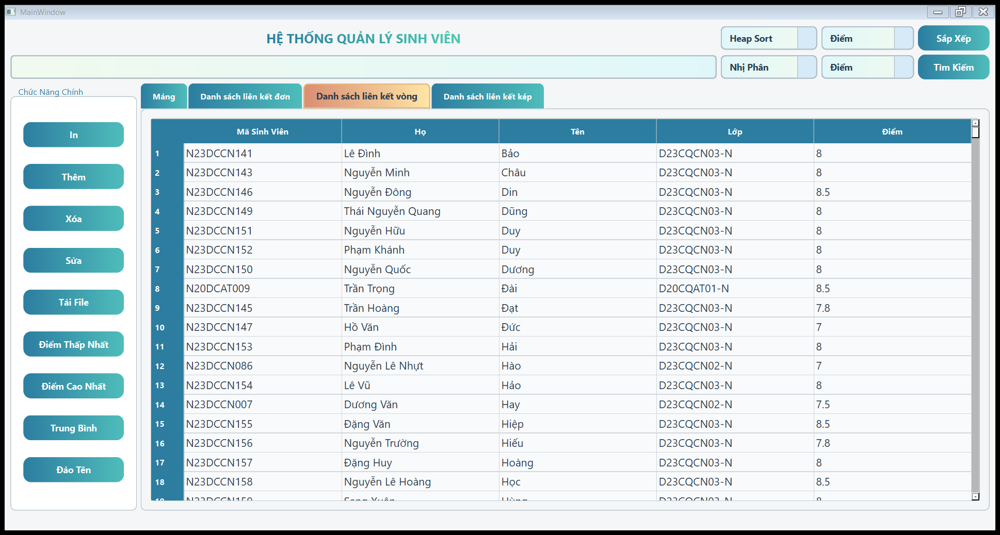 MainWindow
HỆ THỐNG QUẢN LÝ SINH VIÊN
Heap Sort
Điểm
Sắp Xếp
Nhị Phân
Điểm
Tìm Kiếm
Chức Năng Chính
In
Thêm
Xóa
Sửa
Tải File
Điểm Thấp Nhất
Điểm Cao Nhất
Trung Bình
Đảo Tên
Mảng
Danh sách liên kết đơn
Danh sách liên kết vòng
Danh sách liên kết kép
Mã Sinh Viên Họ Tên Lớp Điểm
1 N23DCCN141 Lê Đình Bảo D23CQCN03-N 8
2 N23DCCN143 Nguyễn Minh Châu D23CQCN03-N 8
3 N23DCCN146 Nguyễn Đông Din D23CQCN03-N 8.5
4 N23DCCN149 Thái Nguyễn Quang Dũng D23CQCN03-N 8
5 N23DCCN151 Nguyễn Hữu Duy D23CQCN03-N 8
6 N23DCCN152 Phạm Khánh Duy D23CQCN03-N 8
7 N23DCCN150 Nguyễn Quốc Dương D23CQCN03-N 8
8 N20DCAT009 Trần Trọng Đài D20CQAT01-N 8.5
9 N23DCCN145 Trần Hoàng Đạt D23CQCN03-N 7.8
10 N23DCCN147 Hồ Văn Đức D23CQCN03-N 7
11 N23DCCN153 Phạm Đình Hải D23CQCN03-N 8
12 N23DCCN086 Nguyễn Lê Nhựt Hào D23CQCN02-N 7
13 N23DCCN154 Lê Vũ Hảo D23CQCN03-N 8
14 N23DCCN007 Dương Văn Hay D23CQCN02-N 7.5
15 N23DCCN155 Đặng Văn Hiệp D23CQCN03-N 8.5
16 N23DCCN156 Nguyễn Trường Hiếu D23CQCN03-N 7.8
17 N23DCCN157 Đặng Huy Hoàng D23CQCN03-N 8
18 N23DCCN158 Nguyễn Lê Hoàng Học D23CQCN03-N 8.5